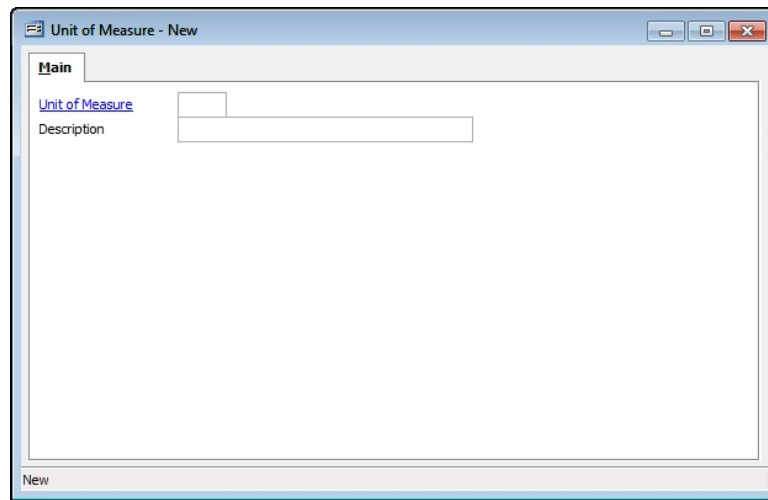 Unit of Measure - New
Main
Unit of Measure
Description
New